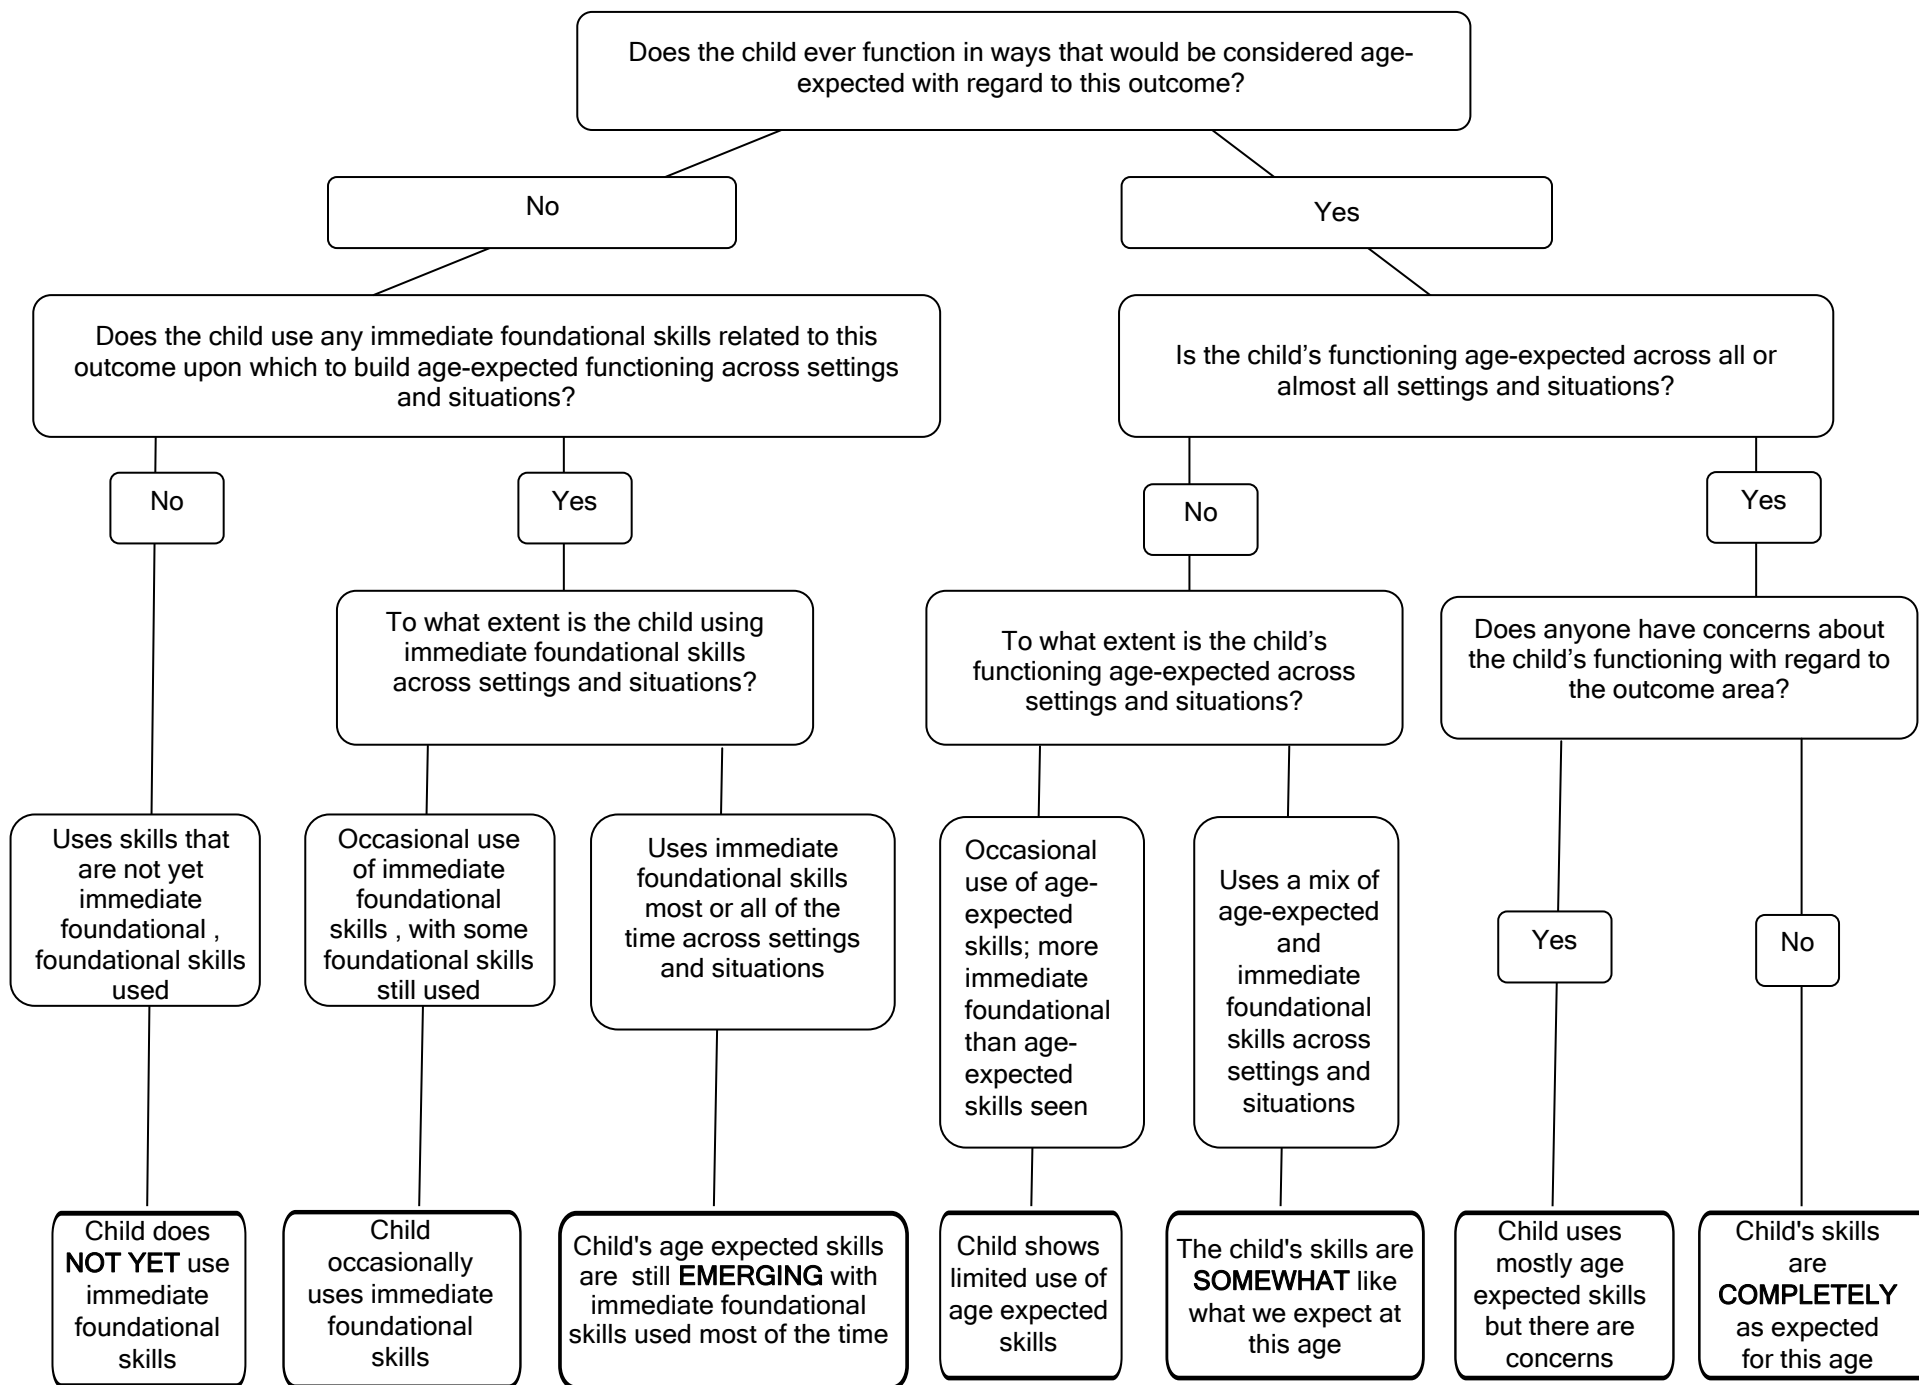 Does the child ever function in ways that would be considered age-
expected with regard to this outcome?
No
Yes
Does the child use any immediate foundational skills related to this
outcome upon which to build age-expected functioning across settings
and situations?
Is the child’s functioning age-expected across all or
almost all settings and situations?
No
Yes
No
Yes
To what extent is the child using
immediate foundational skills
across settings and situations?
To what extent is the child’s
functioning age-expected across
settings and situations?
Does anyone have concerns about
the child’s functioning with regard to
the outcome area?
Uses skills that
are not yet
immediate
foundational ,
foundational skills
used
Occasional use
of immediate
foundational
skills , with some
foundational skills
still used
Uses immediate
foundational skills
most or all of the
time across settings
and situations
Occasional
use of age-
expected
skills; more
immediate
foundational
than age-
expected
skills seen
Uses a mix of
age-expected
and
immediate
foundational
skills across
settings and
situations
Yes
No
Child does
NOT YET use
immediate
foundational
skills
Child
occasionally
uses immediate
foundational
skills
Child's age expected skills
are still EMERGING with
immediate foundational
skills used most of the time
Child shows
limited use of
age expected
skills
The child's skills are
SOMEWHAT like
what we expect at
this age
Child uses
mostly age
expected skills
but there are
concerns
Child's skills
are
COMPLETELY
as expected
for this age